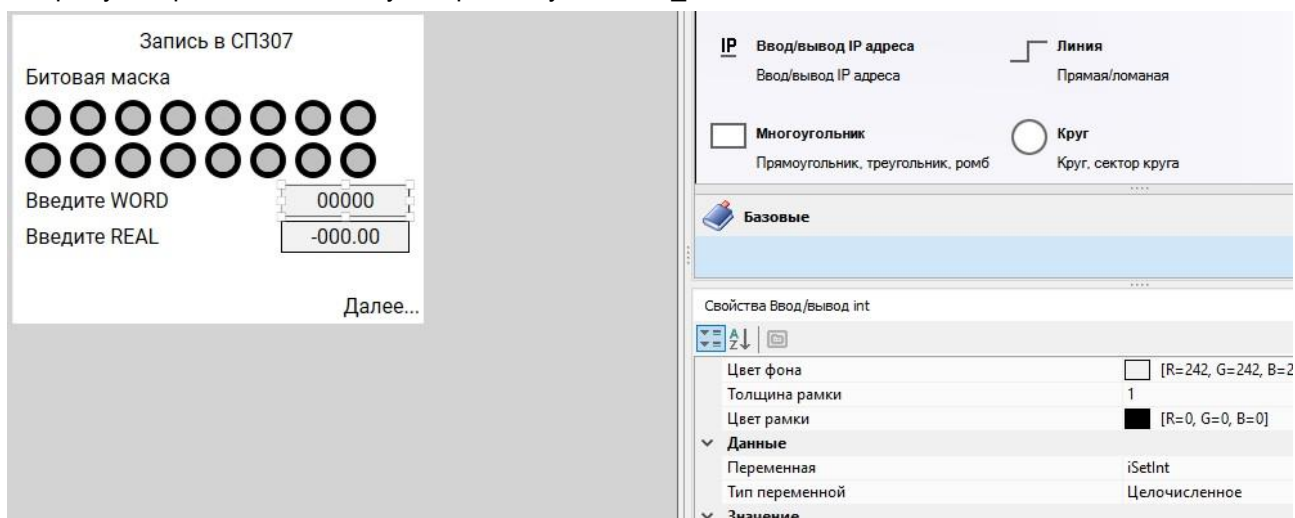 Запись в СП307
Битовая маска
Введите WORD
00000
Введите REAL
-000.00
Далее...
IP
Ввод/вывод IP адреса
Ввод/вывод IP адреса
Линия
Прямая/ломаная
Многоугольник
Прямоугольник, треугольник, ромб
Круг
Круг, сектор круга
Базовые
Свойства Ввод/вывод int
Цвет фона [R=242, G=242, B=2
Толщина рамки 1
Цвет рамки [R=0, G=0, B=0]
Данные
Переменная iSetInt
Тип переменной Целочисленное
Значение